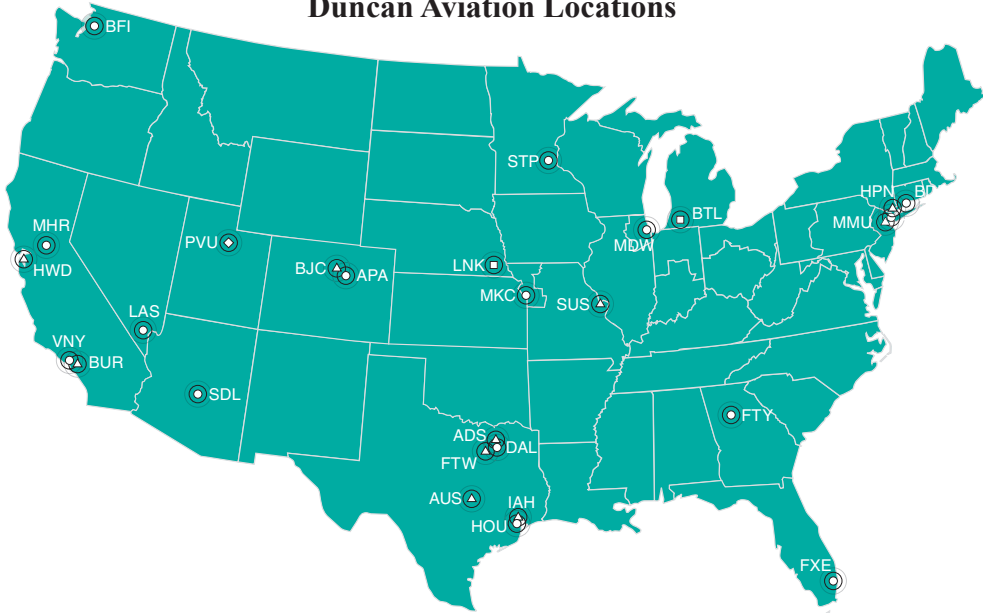 Duncan Aviation Locations
BFI
STP
HPN
MMU
BTL
MDW
MHR
HWD
PVU
BJC
APA
LNK
MKC
SUS
LAS
VNY
BUR
SDL
FTY
ADS
DAL
FTW
AUS
IAH
HOU
FXE